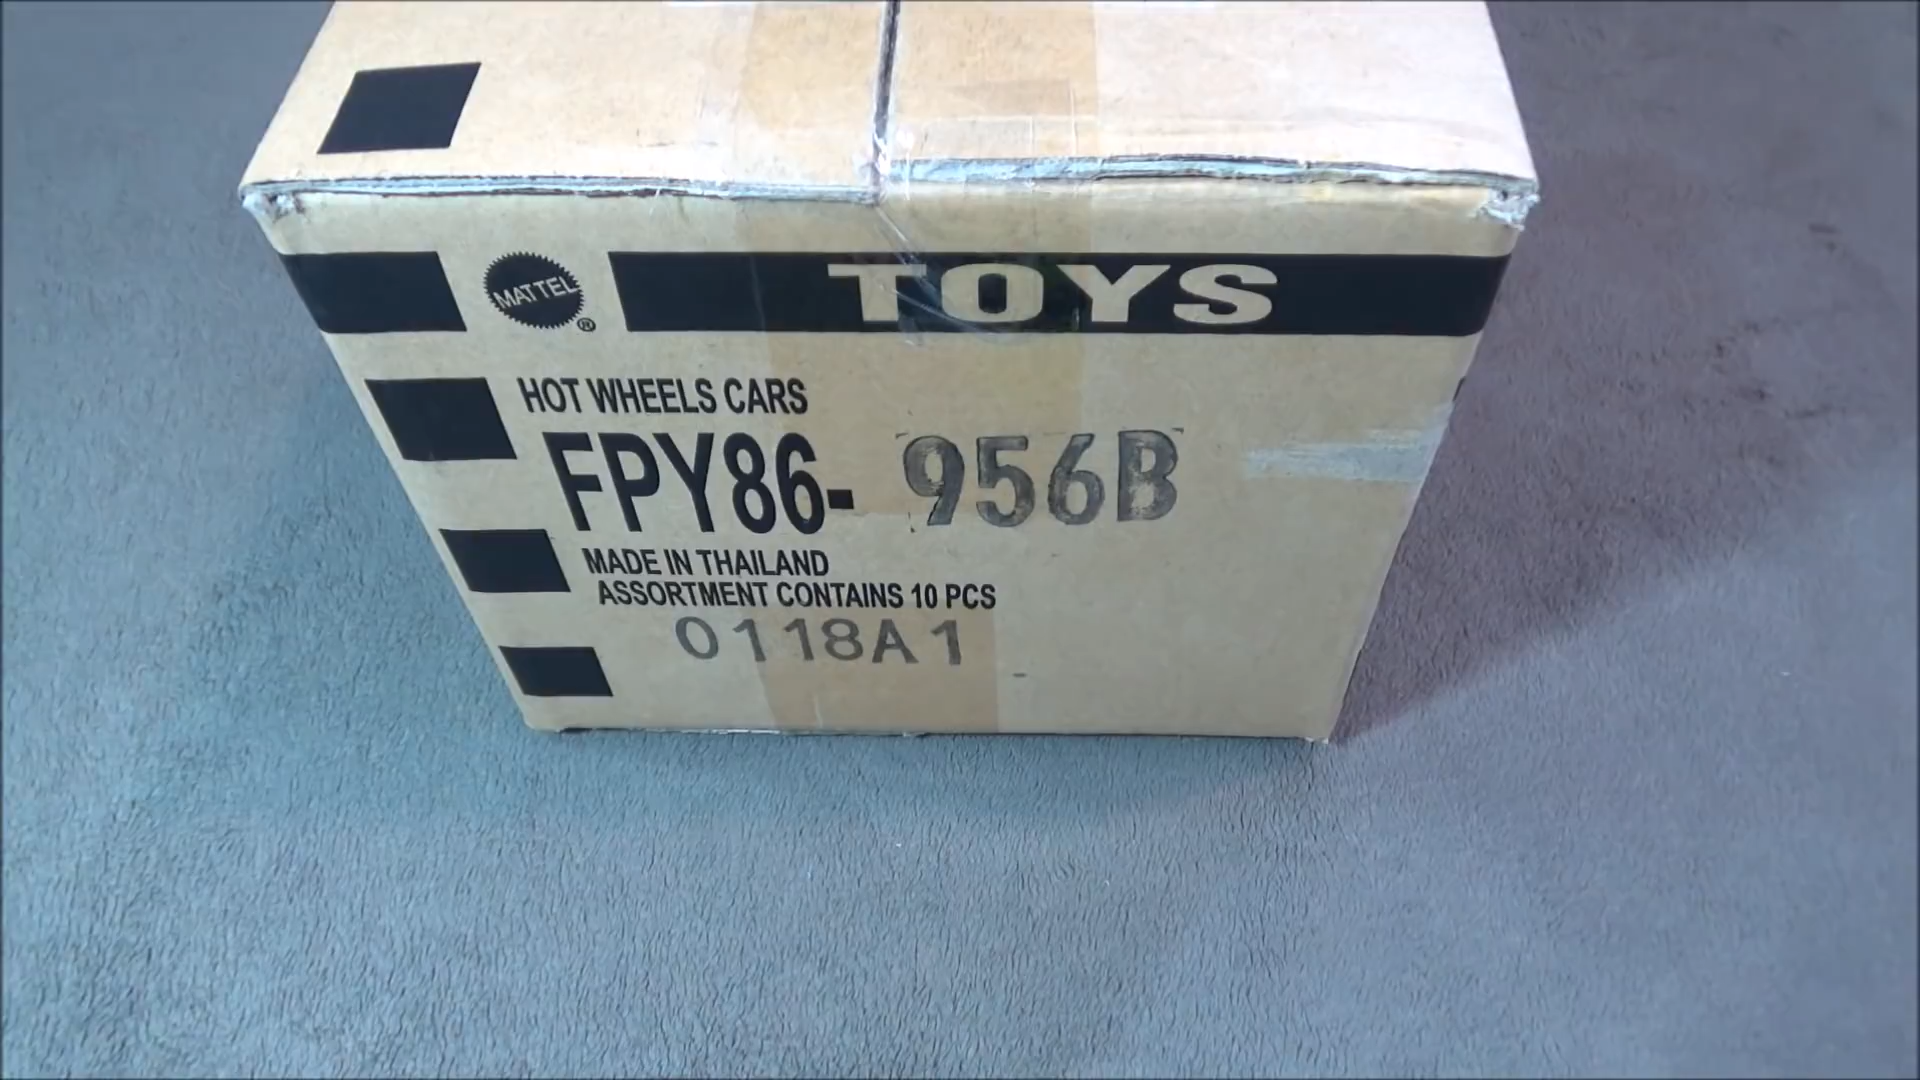 MATTEL ® TOYS
HOT WHEELS CARS
FPY86- 956B
MADE IN THAILAND
ASSORTMENT CONTAINS 10 PCS
0118A1